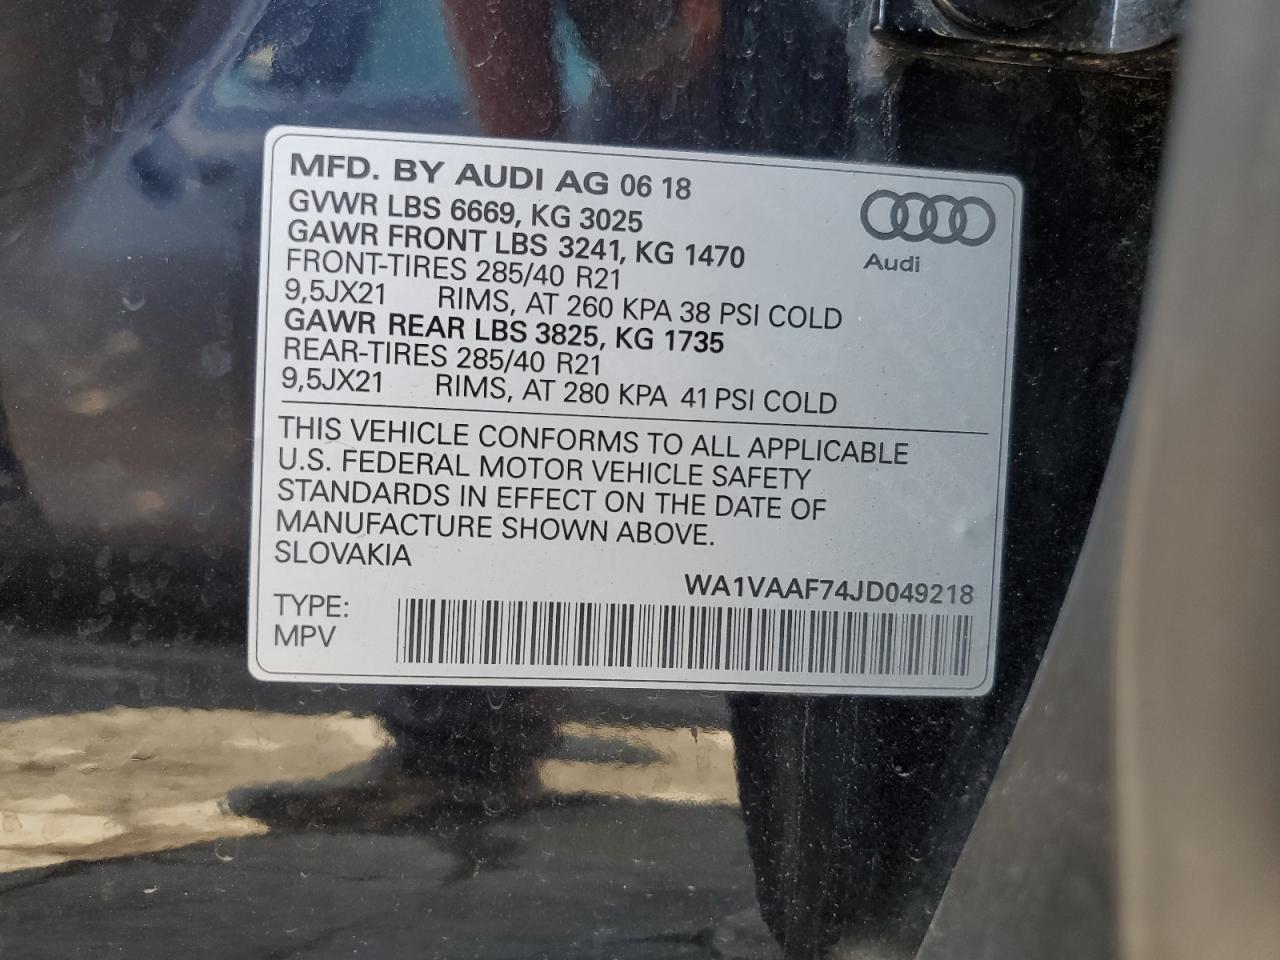 MFD. BY AUDI AG 06 18
GVWR LBS 6669, KG 3025
GAWR FRONT LBS 3241, KG 1470
FRONT-TIRES 285/40 R21
9,5JX21 RIMS, AT 260 KPA 38 PSI COLD
GAWR REAR LBS 3825, KG 1735
REAR-TIRES 285/40 R21
9,5JX21 RIMS, AT 280 KPA 41 PSI COLD
Audi
THIS VEHICLE CONFORMS TO ALL APPLICABLE
U.S. FEDERAL MOTOR VEHICLE SAFETY
STANDARDS IN EFFECT ON THE DATE OF
MANUFACTURE SHOWN ABOVE.
SLOVAKIA
WA1VAAF74JD049218
TYPE:
MPV